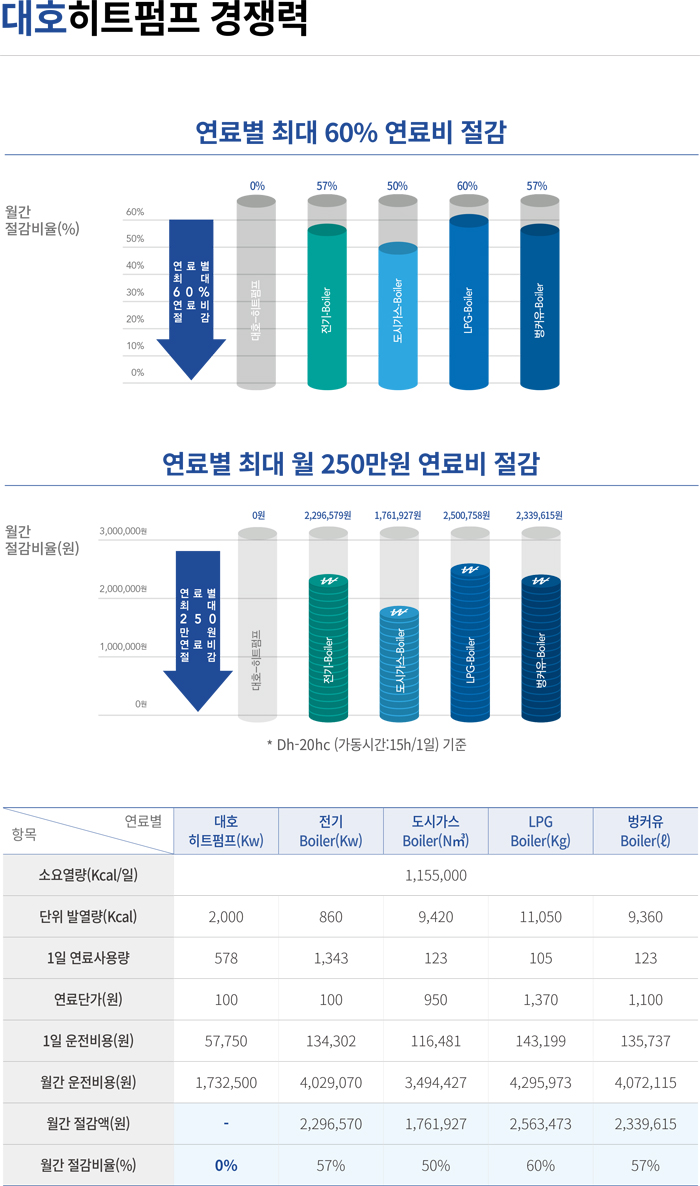 대호히트펌프 경쟁력
연료별 최대 60% 연료비 절감
월간
절감비율(%)
0% 57% 50% 60% 57%
60%
50%
40%
30%
20%
10%
0%
연 료 별
최 대
6 0 %
연 료 비
절 감
대호-히트펌프
전기-Boiler
도시가스-Boiler
LPG-Boiler
벙커유-Boiler
연료별 최대 월 250만원 연료비 절감
월간
절감비율(원)
0원 2,296,579원 1,761,927원 2,500,758원 2,339,615원
3,000,000원
2,000,000원
1,000,000원
0원
연 료 별
최 대
2 5 0
만 원
연 료 비
절 감
대호-히트펌프
전기-Boiler
도시가스-Boiler
LPG-Boiler
벙커유-Boiler
* Dh-20hc (가동시간:15h/1일) 기준
연료별
항목
대호 전기 도시가스 LPG 벙커유
히트펌프(Kw) Boiler(Kw) Boiler(N㎥) Boiler(Kg) Boiler(ℓ)
소요열량(Kcal/일) 1,155,000
단위 발열량(Kcal) 2,000 860 9,420 11,050 9,360
1일 연료사용량 578 1,343 123 105 123
연료단가(원) 100 100 950 1,370 1,100
1일 운전비용(원) 57,750 134,302 116,481 143,199 135,737
월간 운전비용(원) 1,732,500 4,029,070 3,494,427 4,295,973 4,072,115
월간 절감액(원) - 2,296,570 1,761,927 2,563,473 2,339,615
월간 절감비율(%) 0% 57% 50% 60% 57%